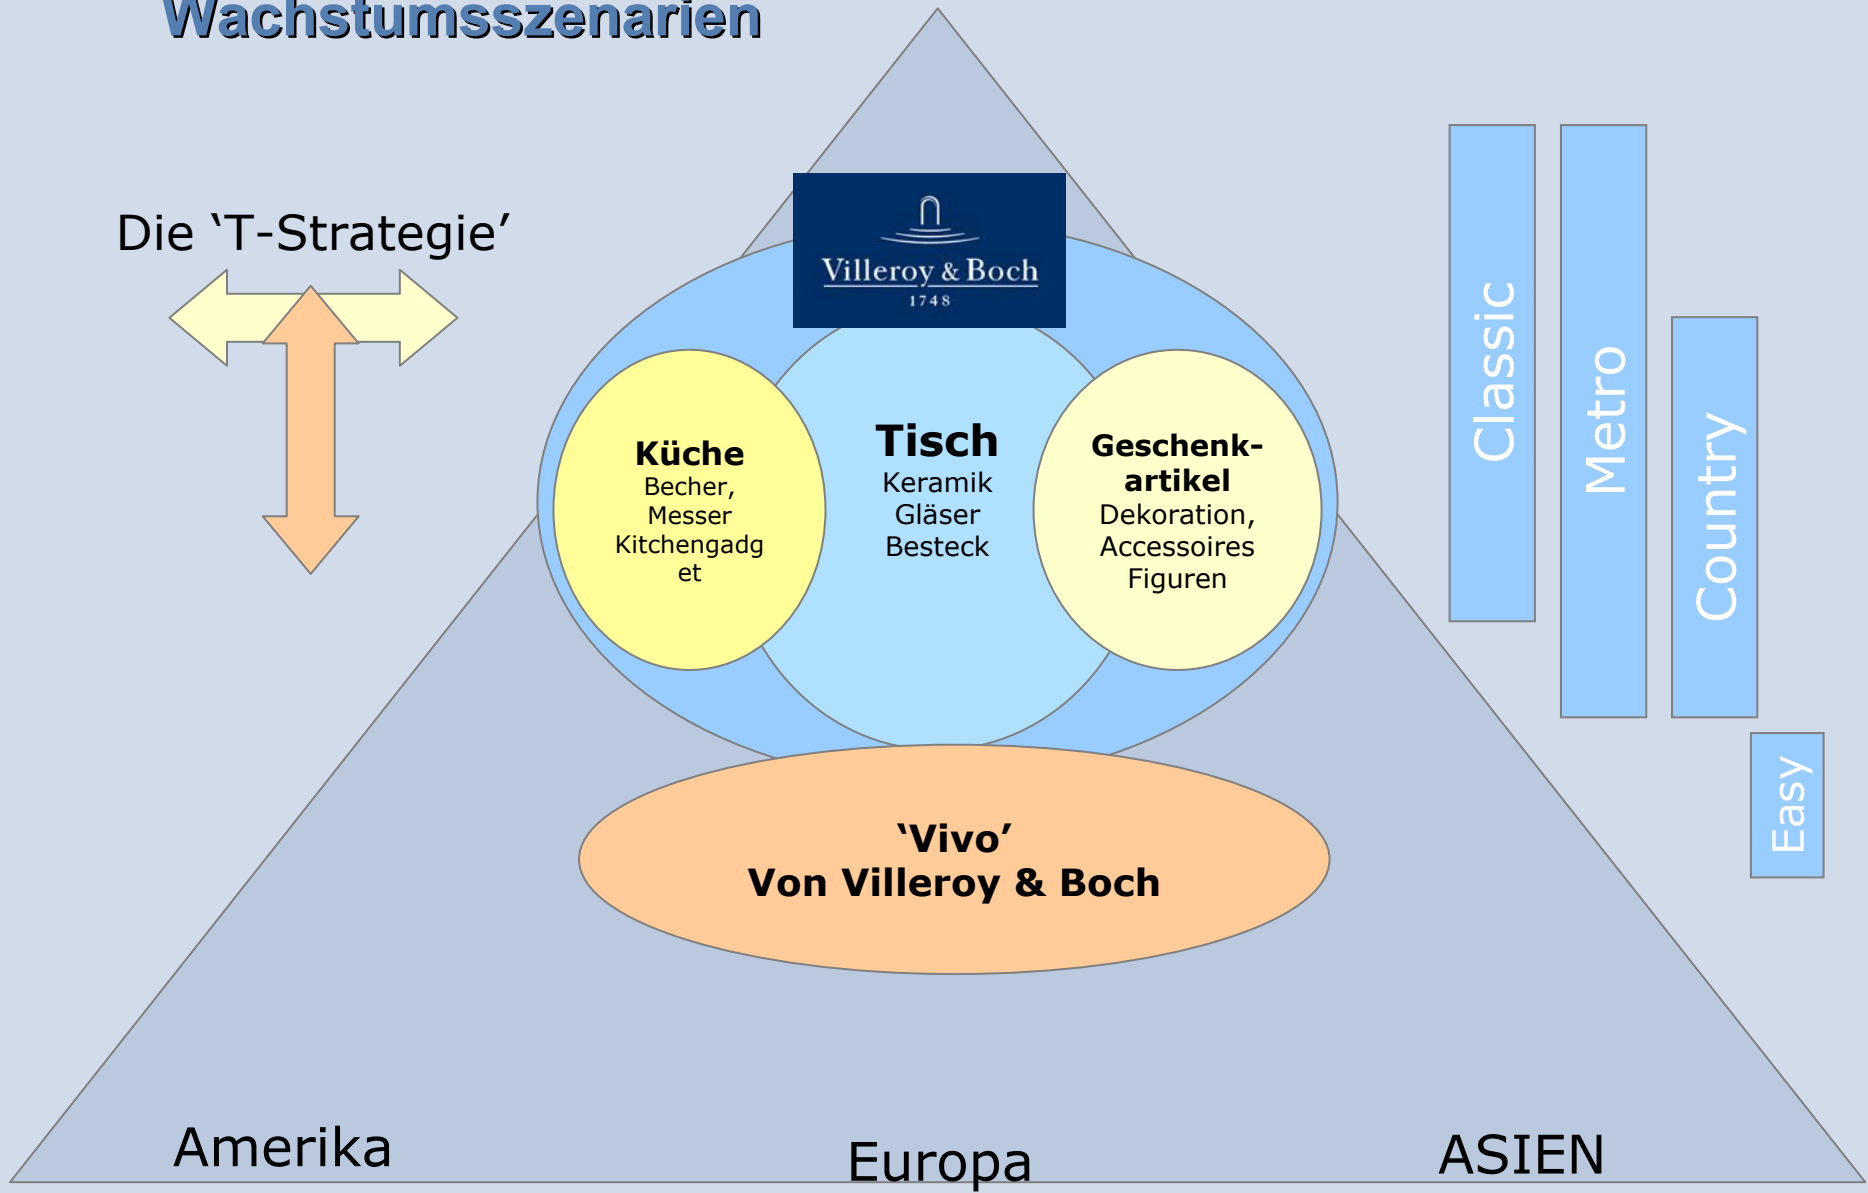 Wachstumsszenarien
Die ‘T-Strategie’
Villeroy & Boch
1748
Küche
Becher,
Messer
Kitchengadg
et
Tisch
Keramik
Gläser
Besteck
Geschenk-
artikel
Dekoration,
Accessoires
Figuren
‘Vivo’
Von Villeroy & Boch
Classic
Metro
Country
Easy
Amerika
Europa
ASIEN